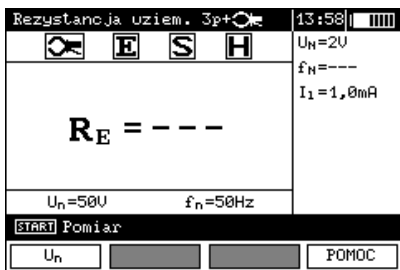 Rezystancja uziem. 3p+
13:58
E S H
UN=2V
fN=---
I1=1,0mA
RE = ---
Un=50V fn=50Hz
START Pomiar
Un POMOC